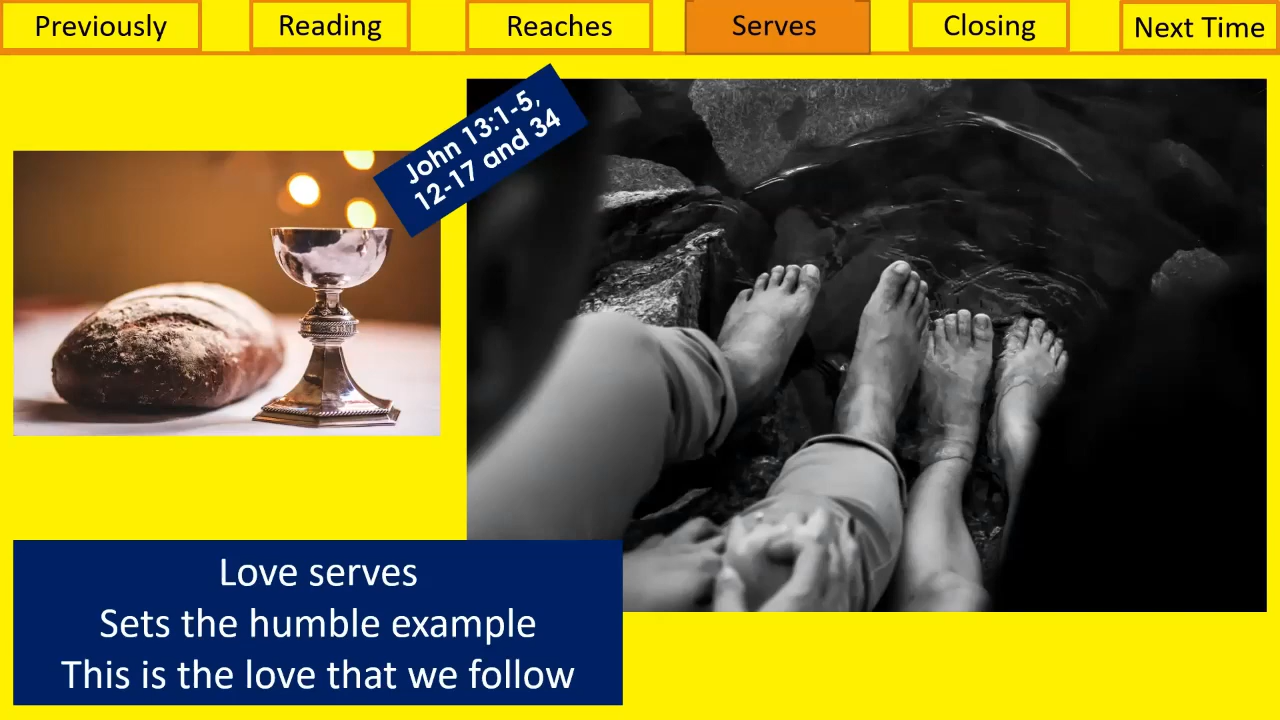 Previously
Reading
Reaches
Serves
Closing
Next Time
John 13:1-5,
12-17 and 34
Love serves
Sets the humble example
This is the love that we follow